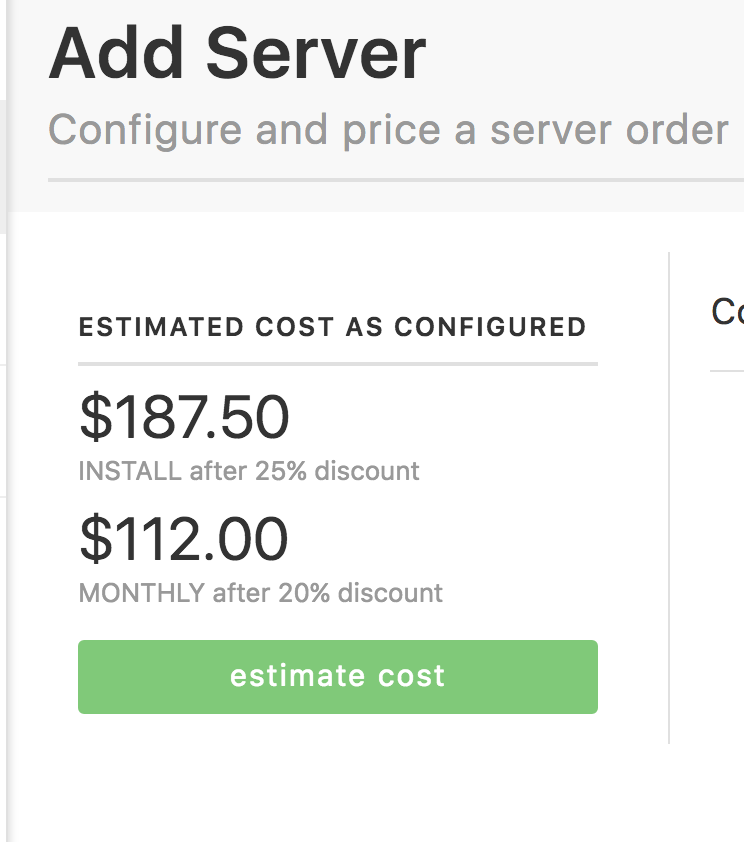 Add Server
Configure and price a server order
ESTIMATED COST AS CONFIGURED
$187.50
INSTALL after 25% discount
$112.00
MONTHLY after 20% discount
estimate cost